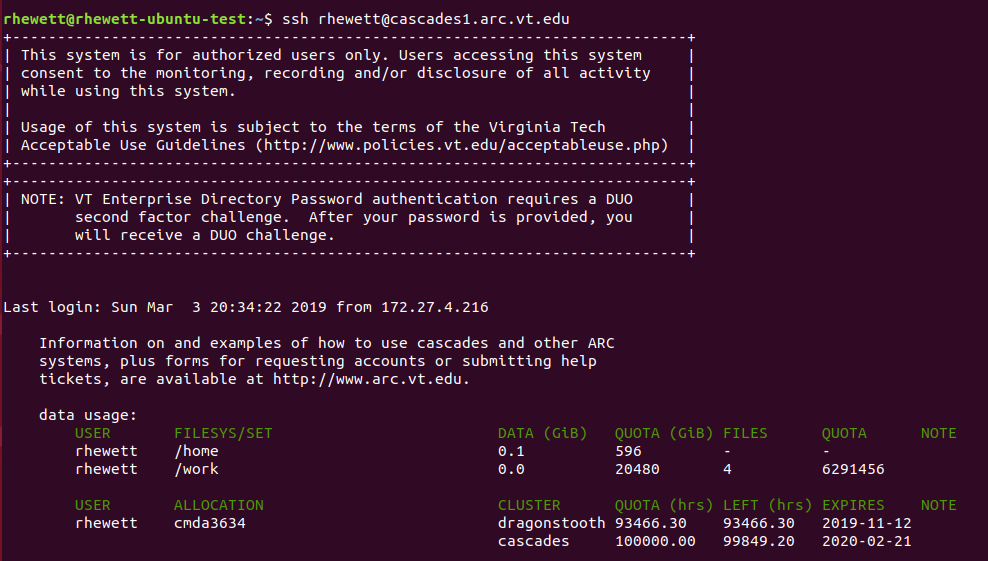 rhewett@rhewett-ubuntu-test:~$ ssh rhewett@cascades1.arc.vt.edu
+---------------------------------------------------------------------------+
| This system is for authorized users only. Users accessing this system     |
| consent to the monitoring, recording and/or disclosure of all activity    |
| while using this system.                                                  |
|                                                                           |
| Usage of this system is subject to the terms of the Virginia Tech         |
| Acceptable Use Guidelines (http://www.policies.vt.edu/acceptableuse.php)  |
+---------------------------------------------------------------------------+
+---------------------------------------------------------------------------+
| NOTE: VT Enterprise Directory Password authentication requires a DUO      |
|       second factor challenge.  After your password is provided, you      |
|       will receive a DUO challenge.                                       |
+---------------------------------------------------------------------------+
Last login: Sun Mar  3 20:34:22 2019 from 172.27.4.216
    Information on and examples of how to use cascades and other ARC
    systems, plus forms for requesting accounts or submitting help
    tickets, are available at http://www.arc.vt.edu.
    data usage:
        USER       FILESYS/SET                         DATA (GiB)   QUOTA (GiB) FILES      QUOTA      NOTE
        rhewett    /home                               0.1          596         -          -
        rhewett    /work                               0.0          20480       4          6291456
        USER       ALLOCATION                          CLUSTER      QUOTA (hrs) LEFT (hrs) EXPIRES    NOTE
        rhewett    cmda3634                            dragonstooth 93466.30    93466.30   2019-11-12
                                                       cascades     100000.00   99849.20   2020-02-21